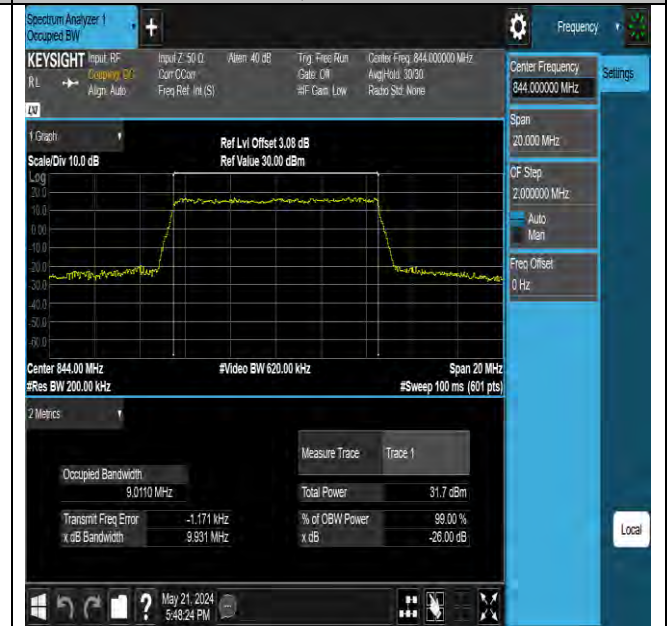 Spectrum Analyzer 1
Occupied BW
Frequency
KEYSIGHT Input: RF Input Z: 50 Ω Atten: 40 dB Trig: Free Run Center Freq: 844.000000 MHz
RL Coupling: DC Corr CCorr Gate: Off Avg|Hold: 30/30
Align: Auto Freq Ref: Int (S) #IF Gain: Low Radio Std: None
LXI
Center Frequency
844.000000 MHz
Settings
Span
20.000 MHz
CF Step
2.000000 MHz
Auto
Man
Freq Offset
0 Hz
1 Graph
Ref Lvl Offset 3.08 dB
Scale/Div 10.0 dB Ref Value 30.00 dBm
Log
20.0
10.0
0.00
-10.0
-20.0
-30.0
-40.0
-50.0
-60.0
Center 844.00 MHz #Video BW 620.00 kHz Span 20 MHz
#Res BW 200.00 kHz #Sweep 100 ms (601 pts)
2 Metrics
Measure Trace Trace 1
Occupied Bandwidth
9.0110 MHz
Total Power 31.7 dBm
Transmit Freq Error -1.171 kHz % of OBW Power 99.00 %
x dB Bandwidth 9.931 MHz x dB -26.00 dB
Local
? May 21, 2024
5:48:24 PM